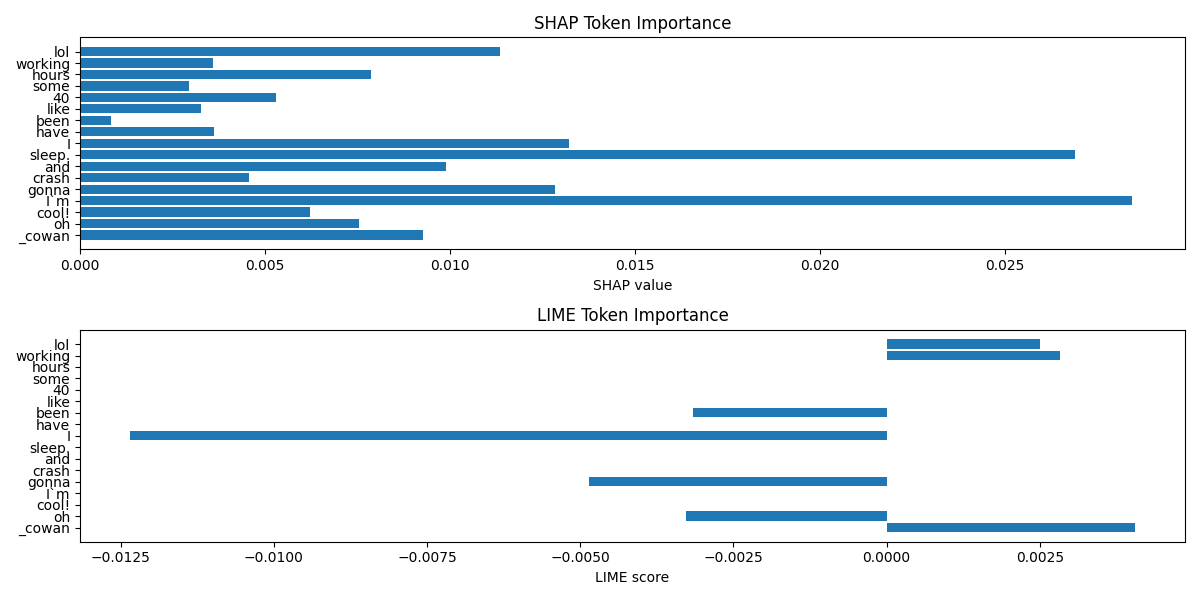 SHAP Token Importance
lol
working
hours
some
40
like
been
have
I
sleep.
and
crash
gonna
I`m
cool!
oh
_cowan
0.000 0.005 0.010 0.015 0.020 0.025
SHAP value
LIME Token Importance
lol
working
hours
some
40
like
been
have
I
sleep.
and
crash
gonna
I`m
cool!
oh
_cowan
−0.0125 −0.0100 −0.0075 −0.0050 −0.0025 0.0000 0.0025
LIME score